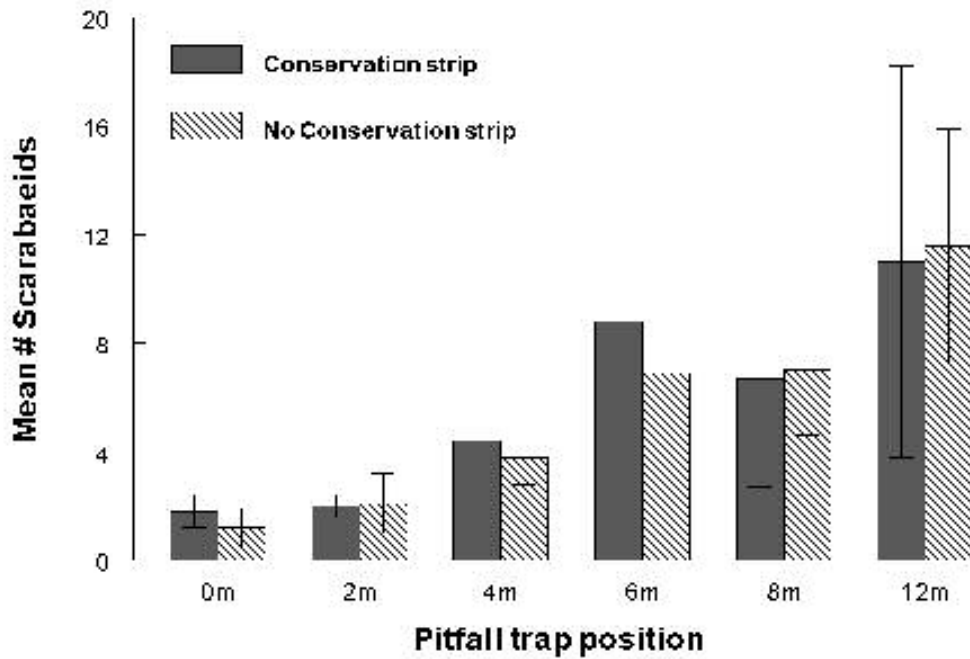 20
Conservation strip
No Conservation strip
16
12
8
4
0
Mean # Scarabaeids
0m
2m
4m
6m
8m
12m
Pitfall trap position